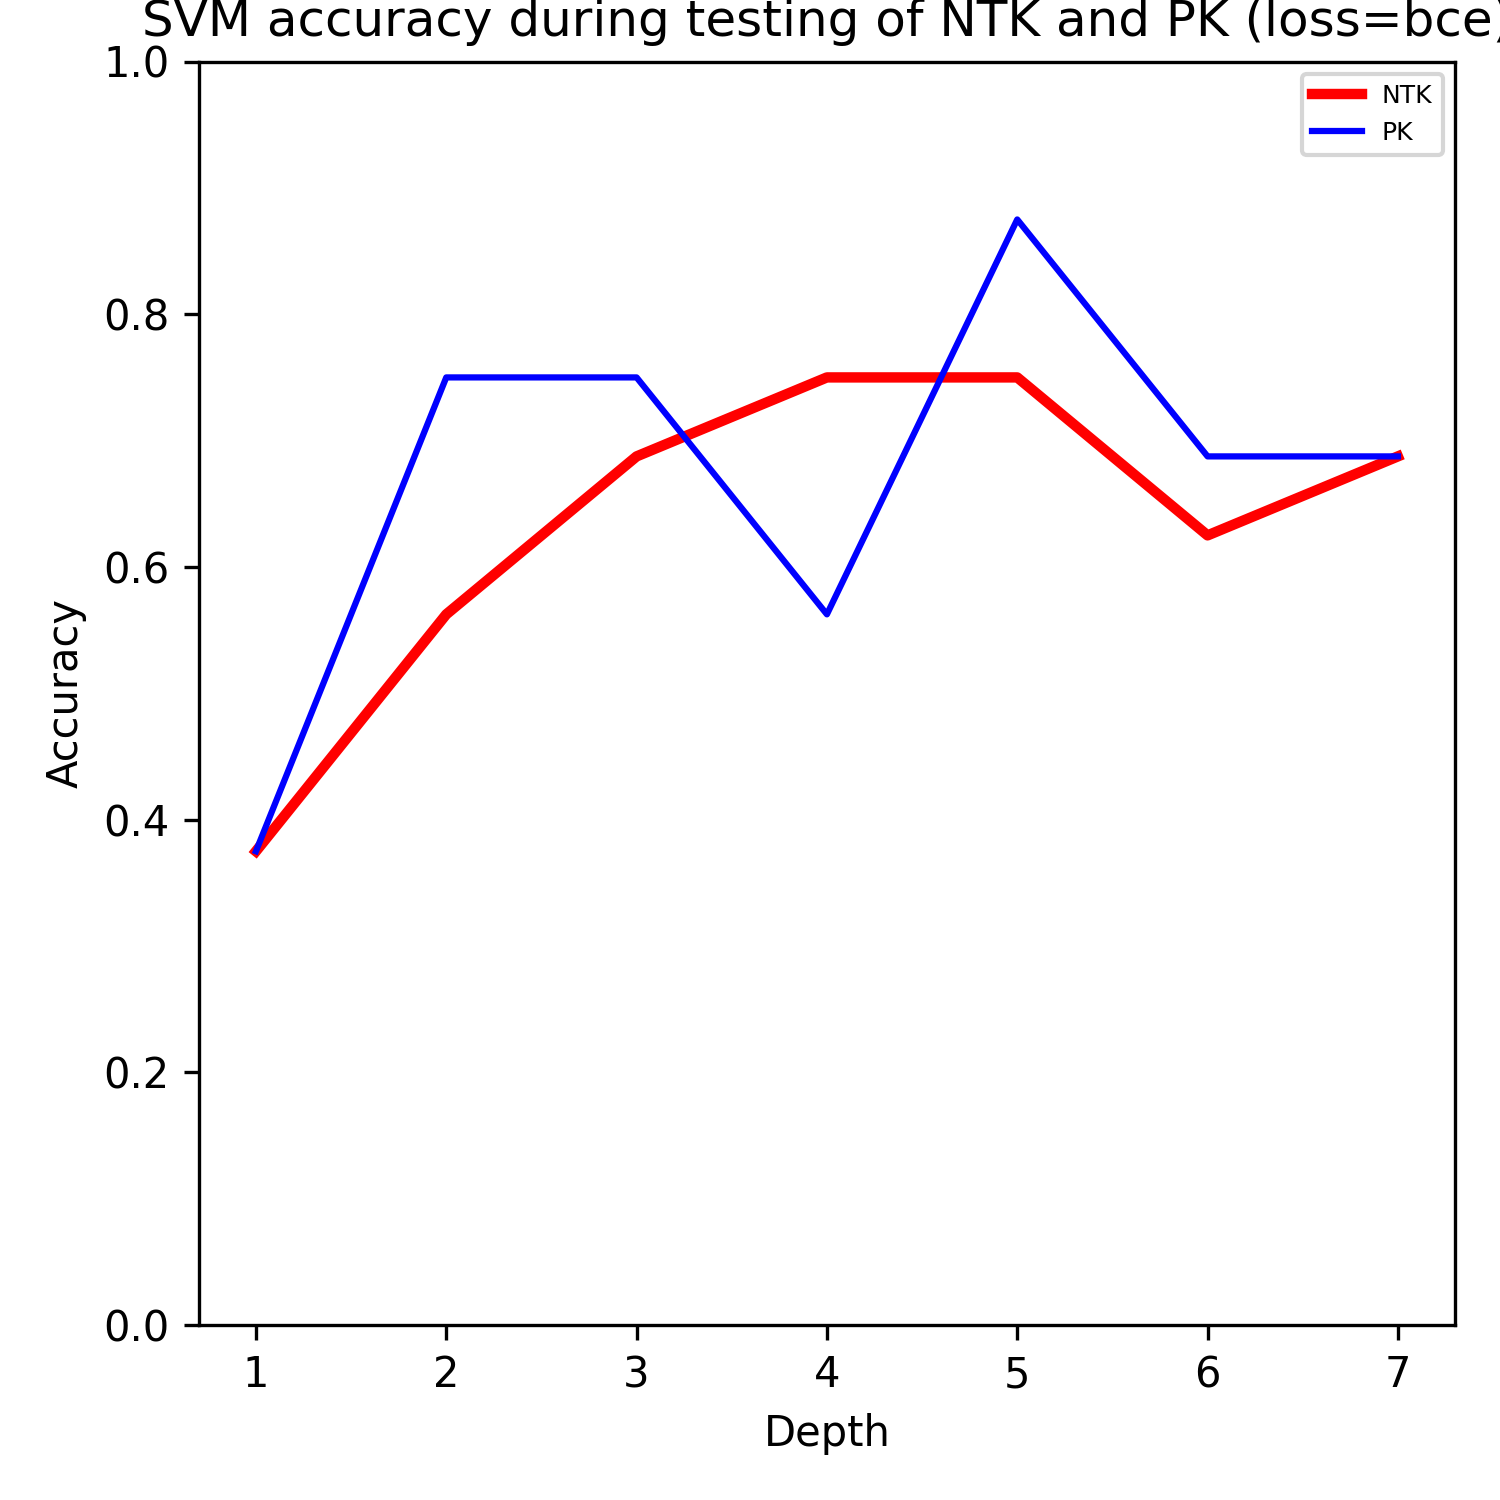 SVM accuracy during testing of NTK and PK (loss=bce)
1.0
NTK
PK
0.8
0.6
Accuracy
0.4
0.2
0.0
1 2 3 4 5 6 7
Depth